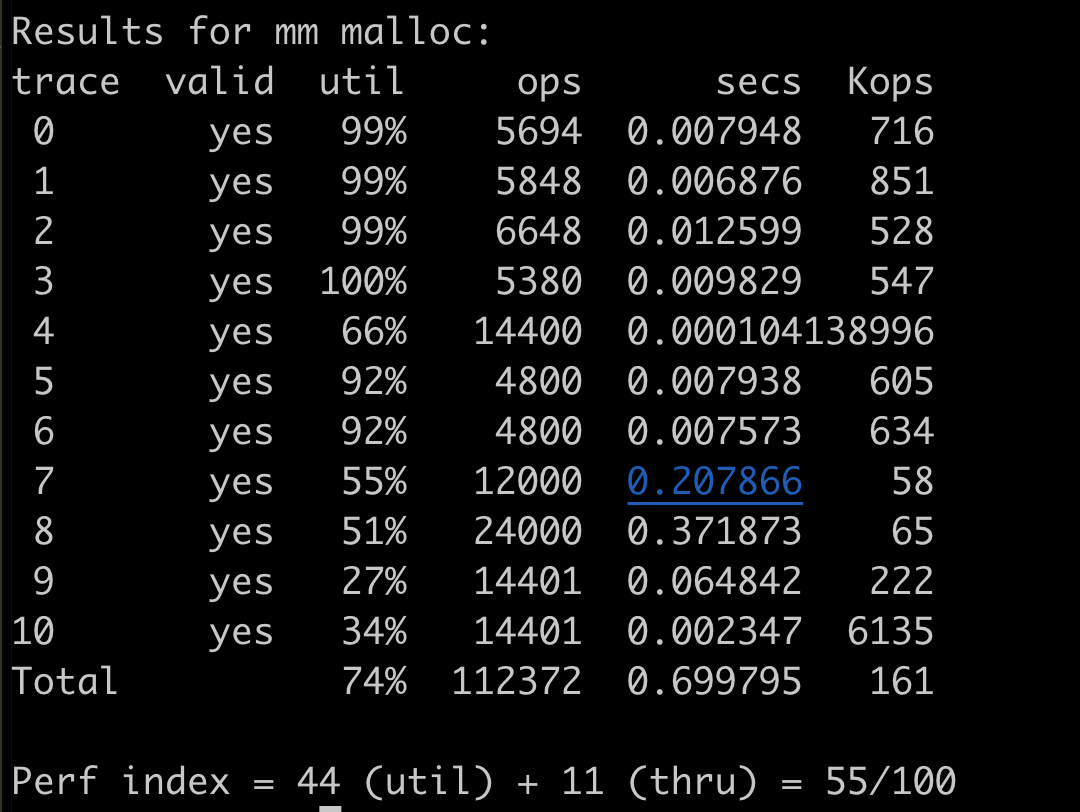 Results for mm malloc:
trace  valid  util     ops      secs  Kops
 0       yes   99%    5694  0.007948   716
 1       yes   99%    5848  0.006876   851
 2       yes   99%    6648  0.012599   528
 3       yes  100%    5380  0.009829   547
 4       yes   66%   14400  0.000104138996
 5       yes   92%    4800  0.007938   605
 6       yes   92%    4800  0.007573   634
 7       yes   55%   12000  0.207866    58
 8       yes   51%   24000  0.371873    65
 9       yes   27%   14401  0.064842   222
10       yes   34%   14401  0.002347  6135
Total          74%  112372  0.699795   161

Perf index = 44 (util) + 11 (thru) = 55/100